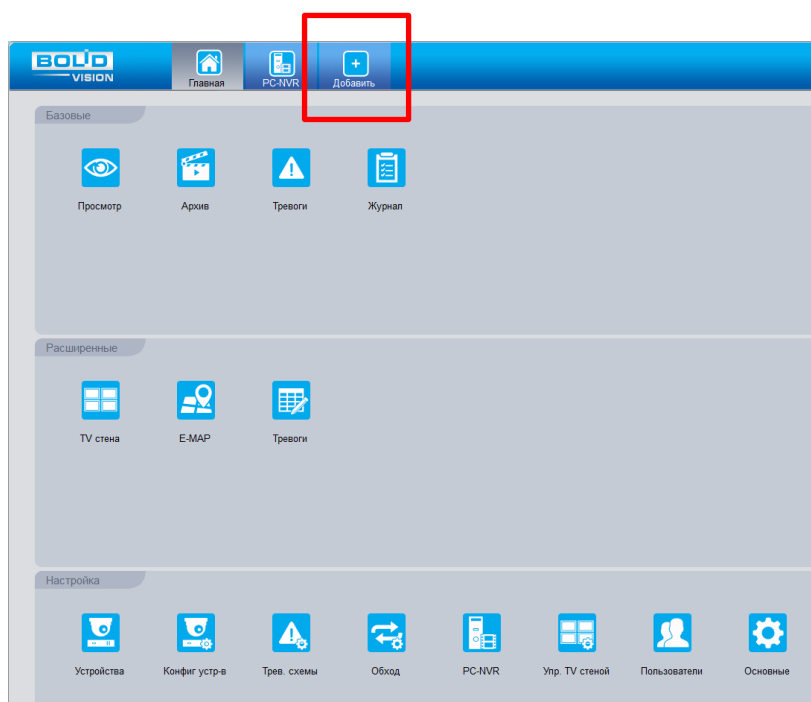 BOLID
VISION
Главная
PC-NVR
Добавить
Базовые
Просмотр
Архив
Тревоги
Журнал
Расширенные
TV стена
E-MAP
Тревоги
Настройка
Устройства
Конфиг устр-в
Трев. схемы
Обход
PC-NVR
Упр. TV стеной
Пользователи
Основные